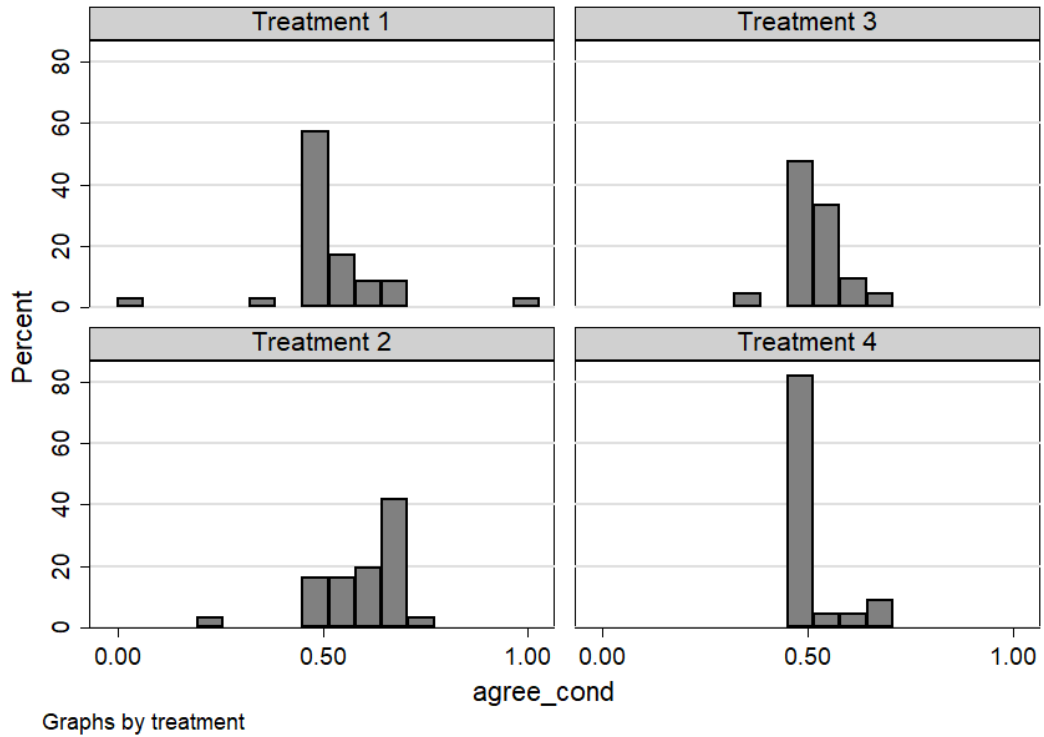 Treatment 1
Treatment 3
80
60
40
20
0
Treatment 2
Treatment 4
80
60
40
20
0
Percent
0.00
0.50
1.00
0.00
0.50
1.00
agree_cond
Graphs by treatment